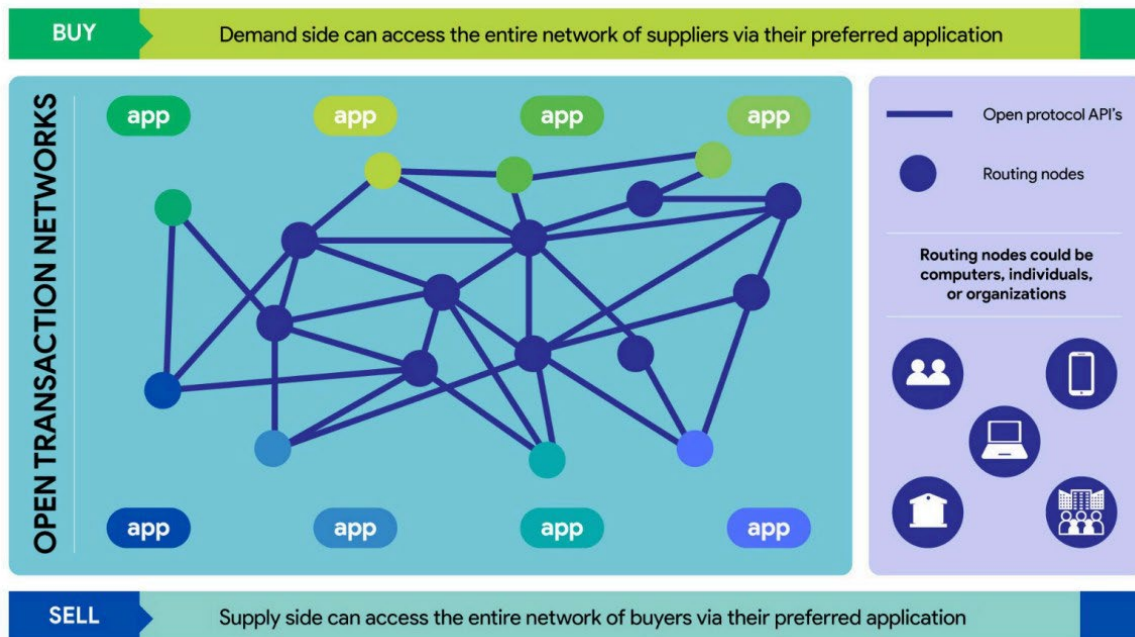 BUY
Demand side can access the entire network of suppliers via their preferred application
OPEN TRANSACTION NETWORKS
app
app
app
app
app
app
app
app
Open protocol API's
Routing nodes
Routing nodes could be
computers, individuals,
or organizations
SELL
Supply side can access the entire network of buyers via their preferred application